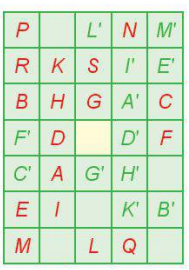 P L' N M'
R K S I' E'
B H G A' C
F' D D' F
C' A G' H'
E I K' B'
M L Q